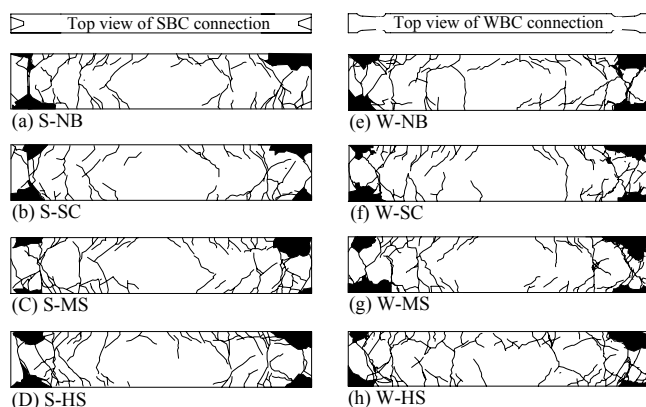 Top view of SBC connection
Top view of WBC connection
(a) S-NB
(e) W-NB
(b) S-SC
(f) W-SC
(C) S-MS
(g) W-MS
(D) S-HS
(h) W-HS